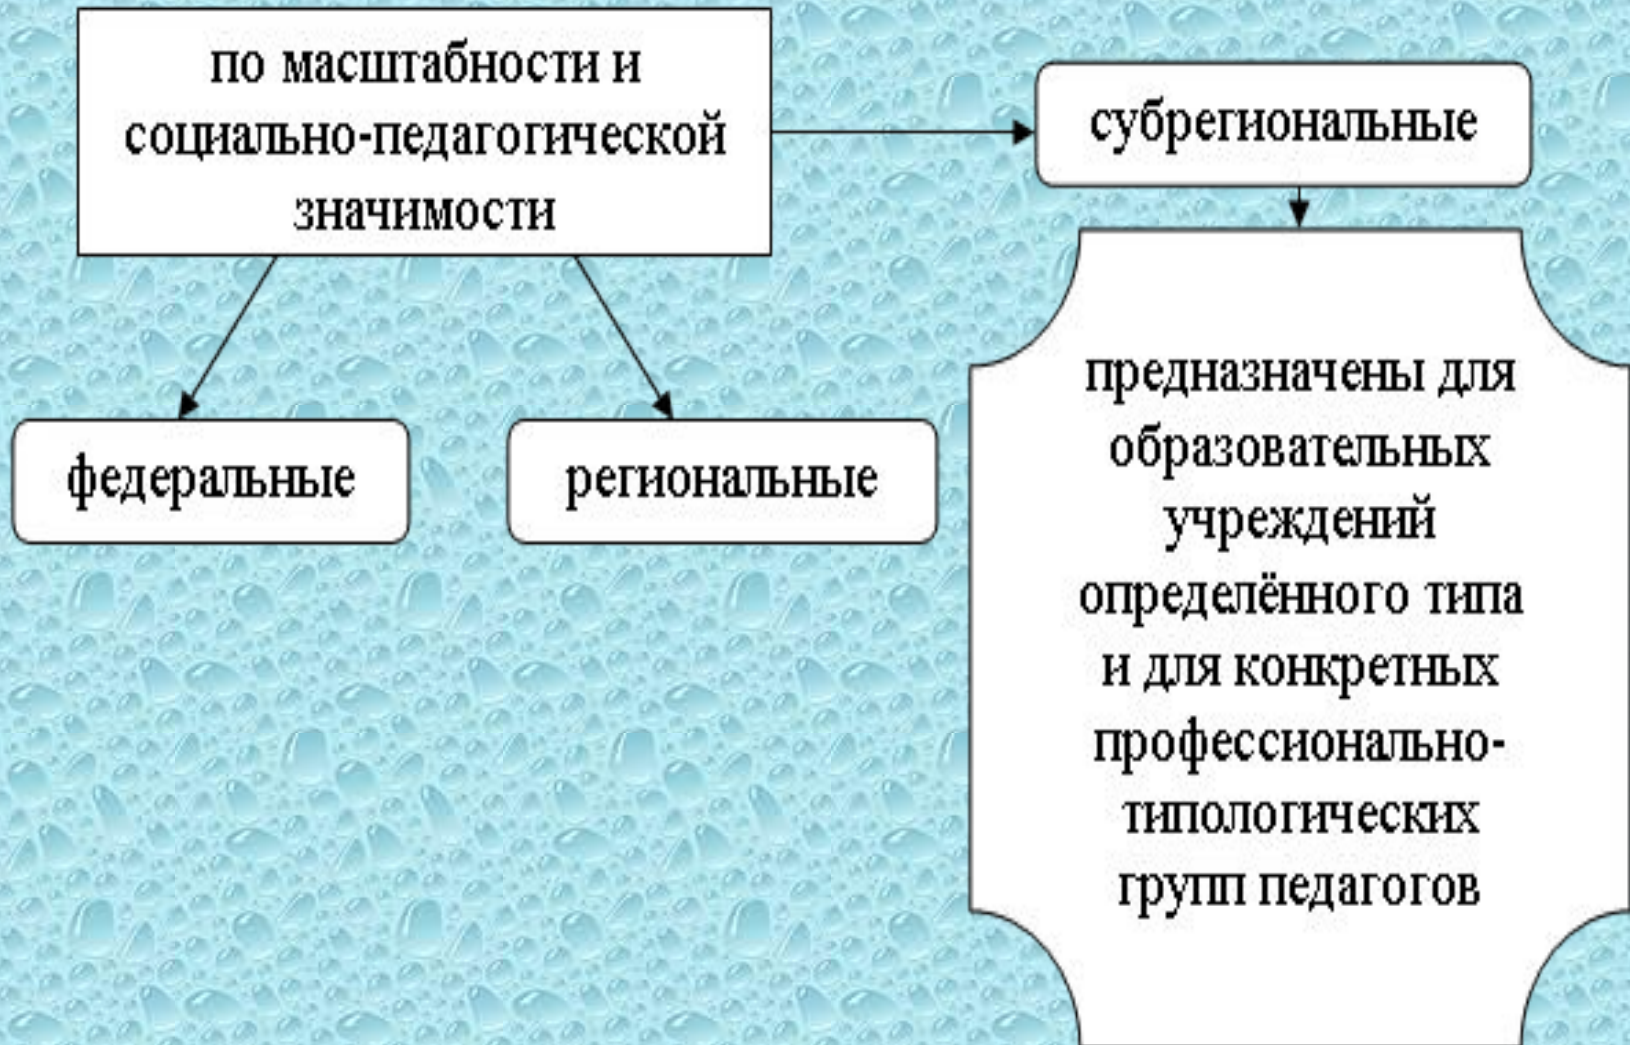 по масштабности и
социально-педагогической
значимости
субрегиональные
федеральные
региональные
предназначены для
образовательных
учреждений
определённого типа
и для конкретных
профессионально-
типологических
групп педагогов